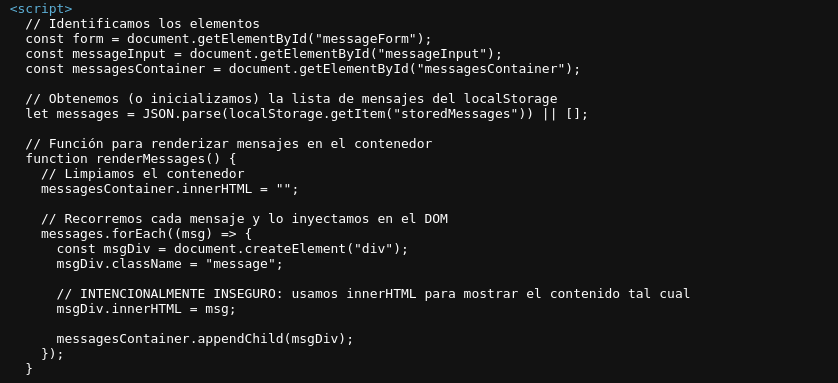 <script>
// Identificamos los elementos
const form = document.getElementById("messageForm");
const messageInput = document.getElementById("messageInput");
const messagesContainer = document.getElementById("messagesContainer");
// Obtenemos (o inicializamos) la lista de mensajes del localStorage
let messages = JSON.parse(localStorage.getItem("storedMessages")) || [];
// Función para renderizar mensajes en el contenedor
function renderMessages() {
// Limpiamos el contenedor
messagesContainer.innerHTML = "";
// Recorremos cada mensaje y lo inyectamos en el DOM
messages.forEach((msg) => {
const msgDiv = document.createElement("div");
msgDiv.className = "message";
// INTENCIONALMENTE INSEGURO: usamos innerHTML para mostrar el contenido tal cual
msgDiv.innerHTML = msg;
messagesContainer.appendChild(msgDiv);
});
}